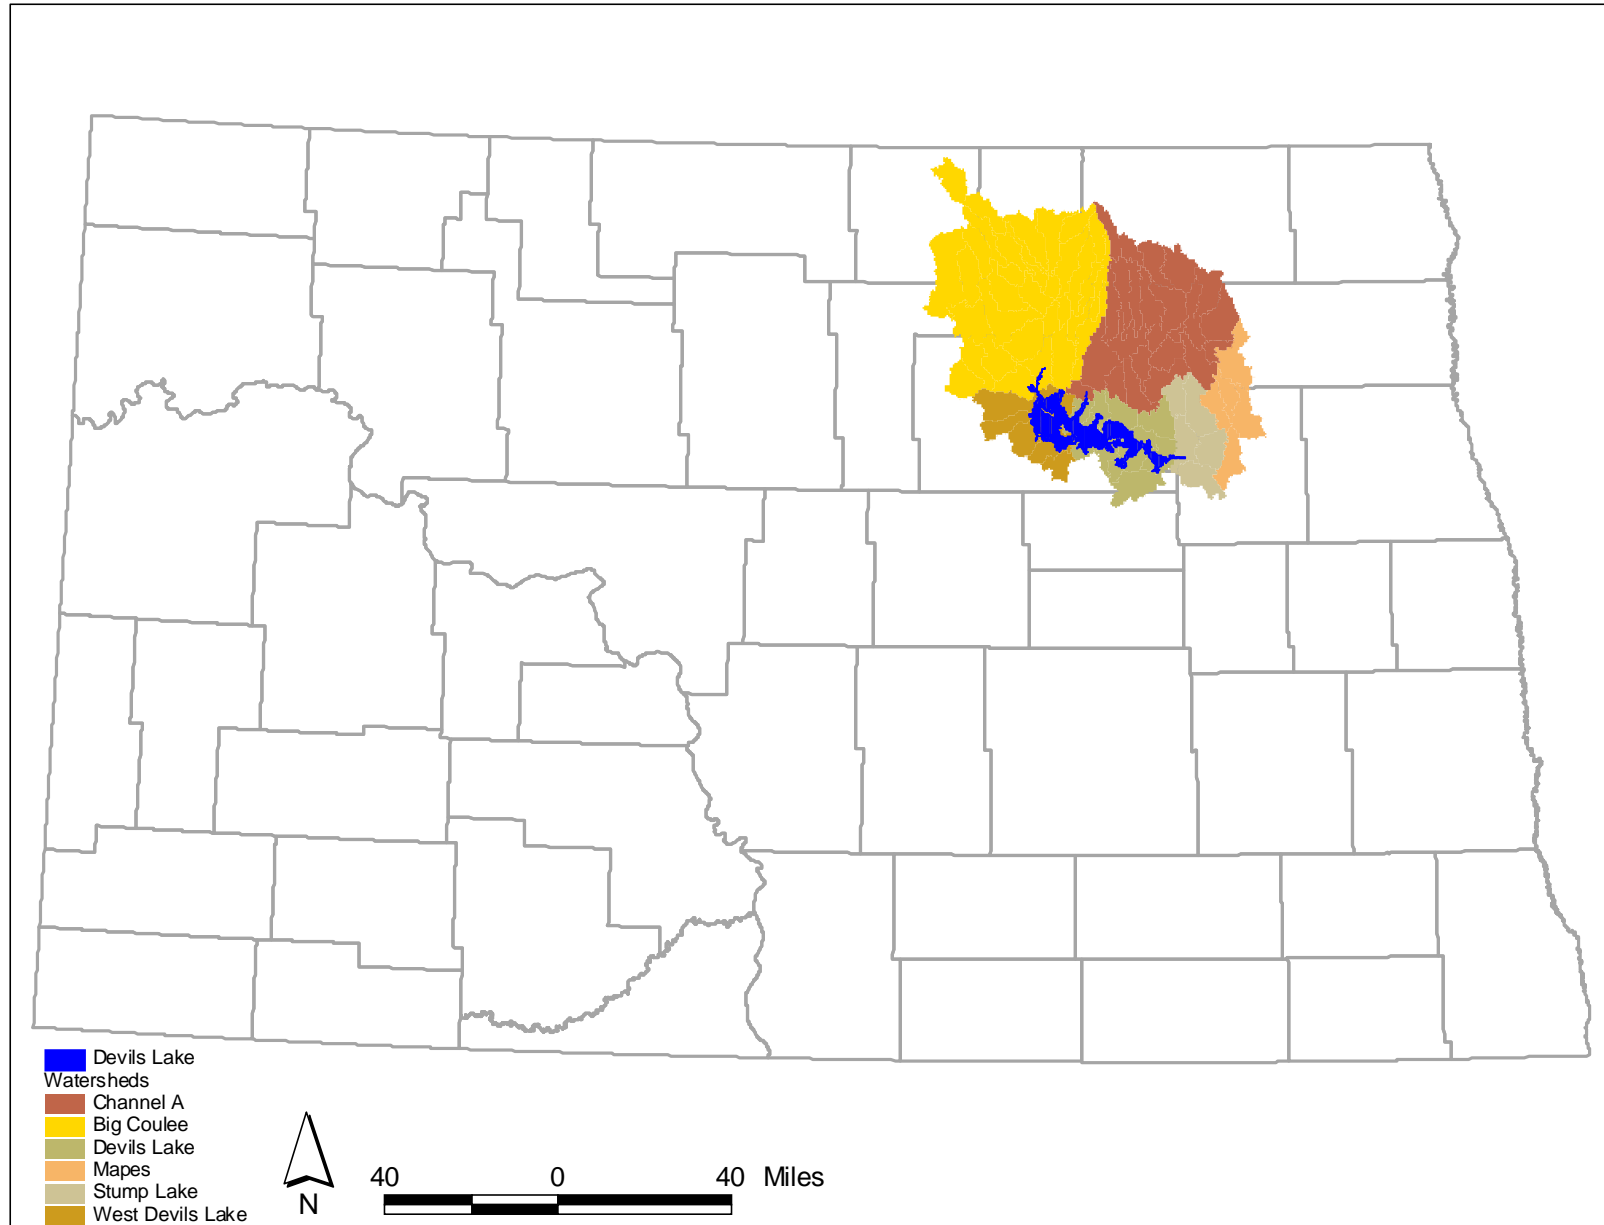 Devils Lake
Watersheds
Channel A
Big Coulee
Devils Lake
Mapes
Stump Lake
West Devils Lake
N
40 0 40 Miles